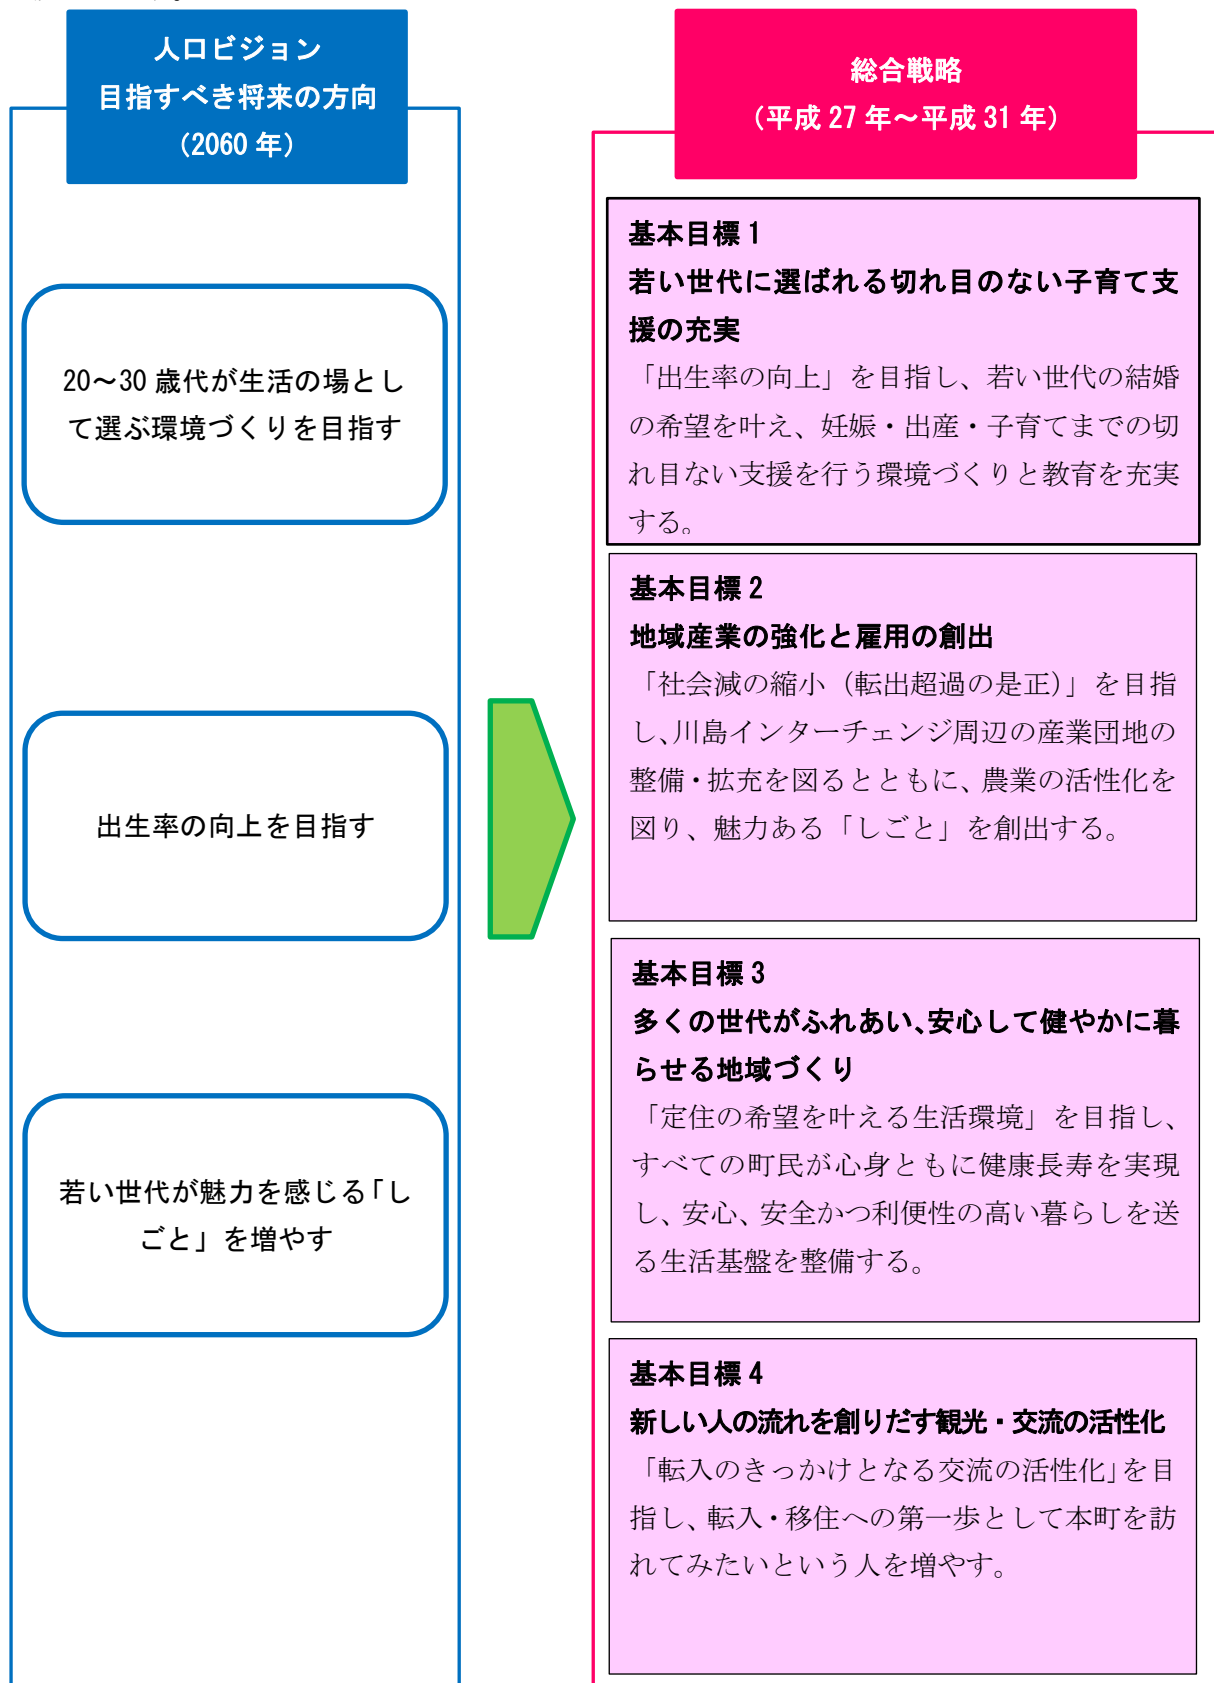 人口ビジョン
目指すべき将来の方向
（2060 年）
20～30 歳代が生活の場とし
て選ぶ環境づくりを目指す
出生率の向上を目指す
若い世代が魅力を感じる「し
ごと」を増やす
総合戦略
（平成 27 年～平成 31 年）
基本目標 1
若い世代に選ばれる切れ目のない子育て支
援の充実
「出生率の向上」を目指し、若い世代の結婚
の希望を叶え、妊娠・出産・子育てまでの切
れ目ない支援を行う環境づくりと教育を充実
する。
基本目標 2
地域産業の強化と雇用の創出
「社会減の縮小（転出超過の是正）」を目指
し、川島インターチェンジ周辺の産業団地の
整備・拡充を図るとともに、農業の活性化を
図り、魅力ある「しごと」を創出する。
基本目標 3
多くの世代がふれあい、安心して健やかに暮
らせる地域づくり
「定住の希望を叶える生活環境」を目指し、
すべての町民が心身ともに健康長寿を実現
し、安心、安全かつ利便性の高い暮らしを送
る生活基盤を整備する。
基本目標 4
新しい人の流れを創りだす観光・交流の活性化
「転入のきっかけとなる交流の活性化」を目
指し、転入・移住への第一歩として本町を訪
れてみたいという人を増やす。